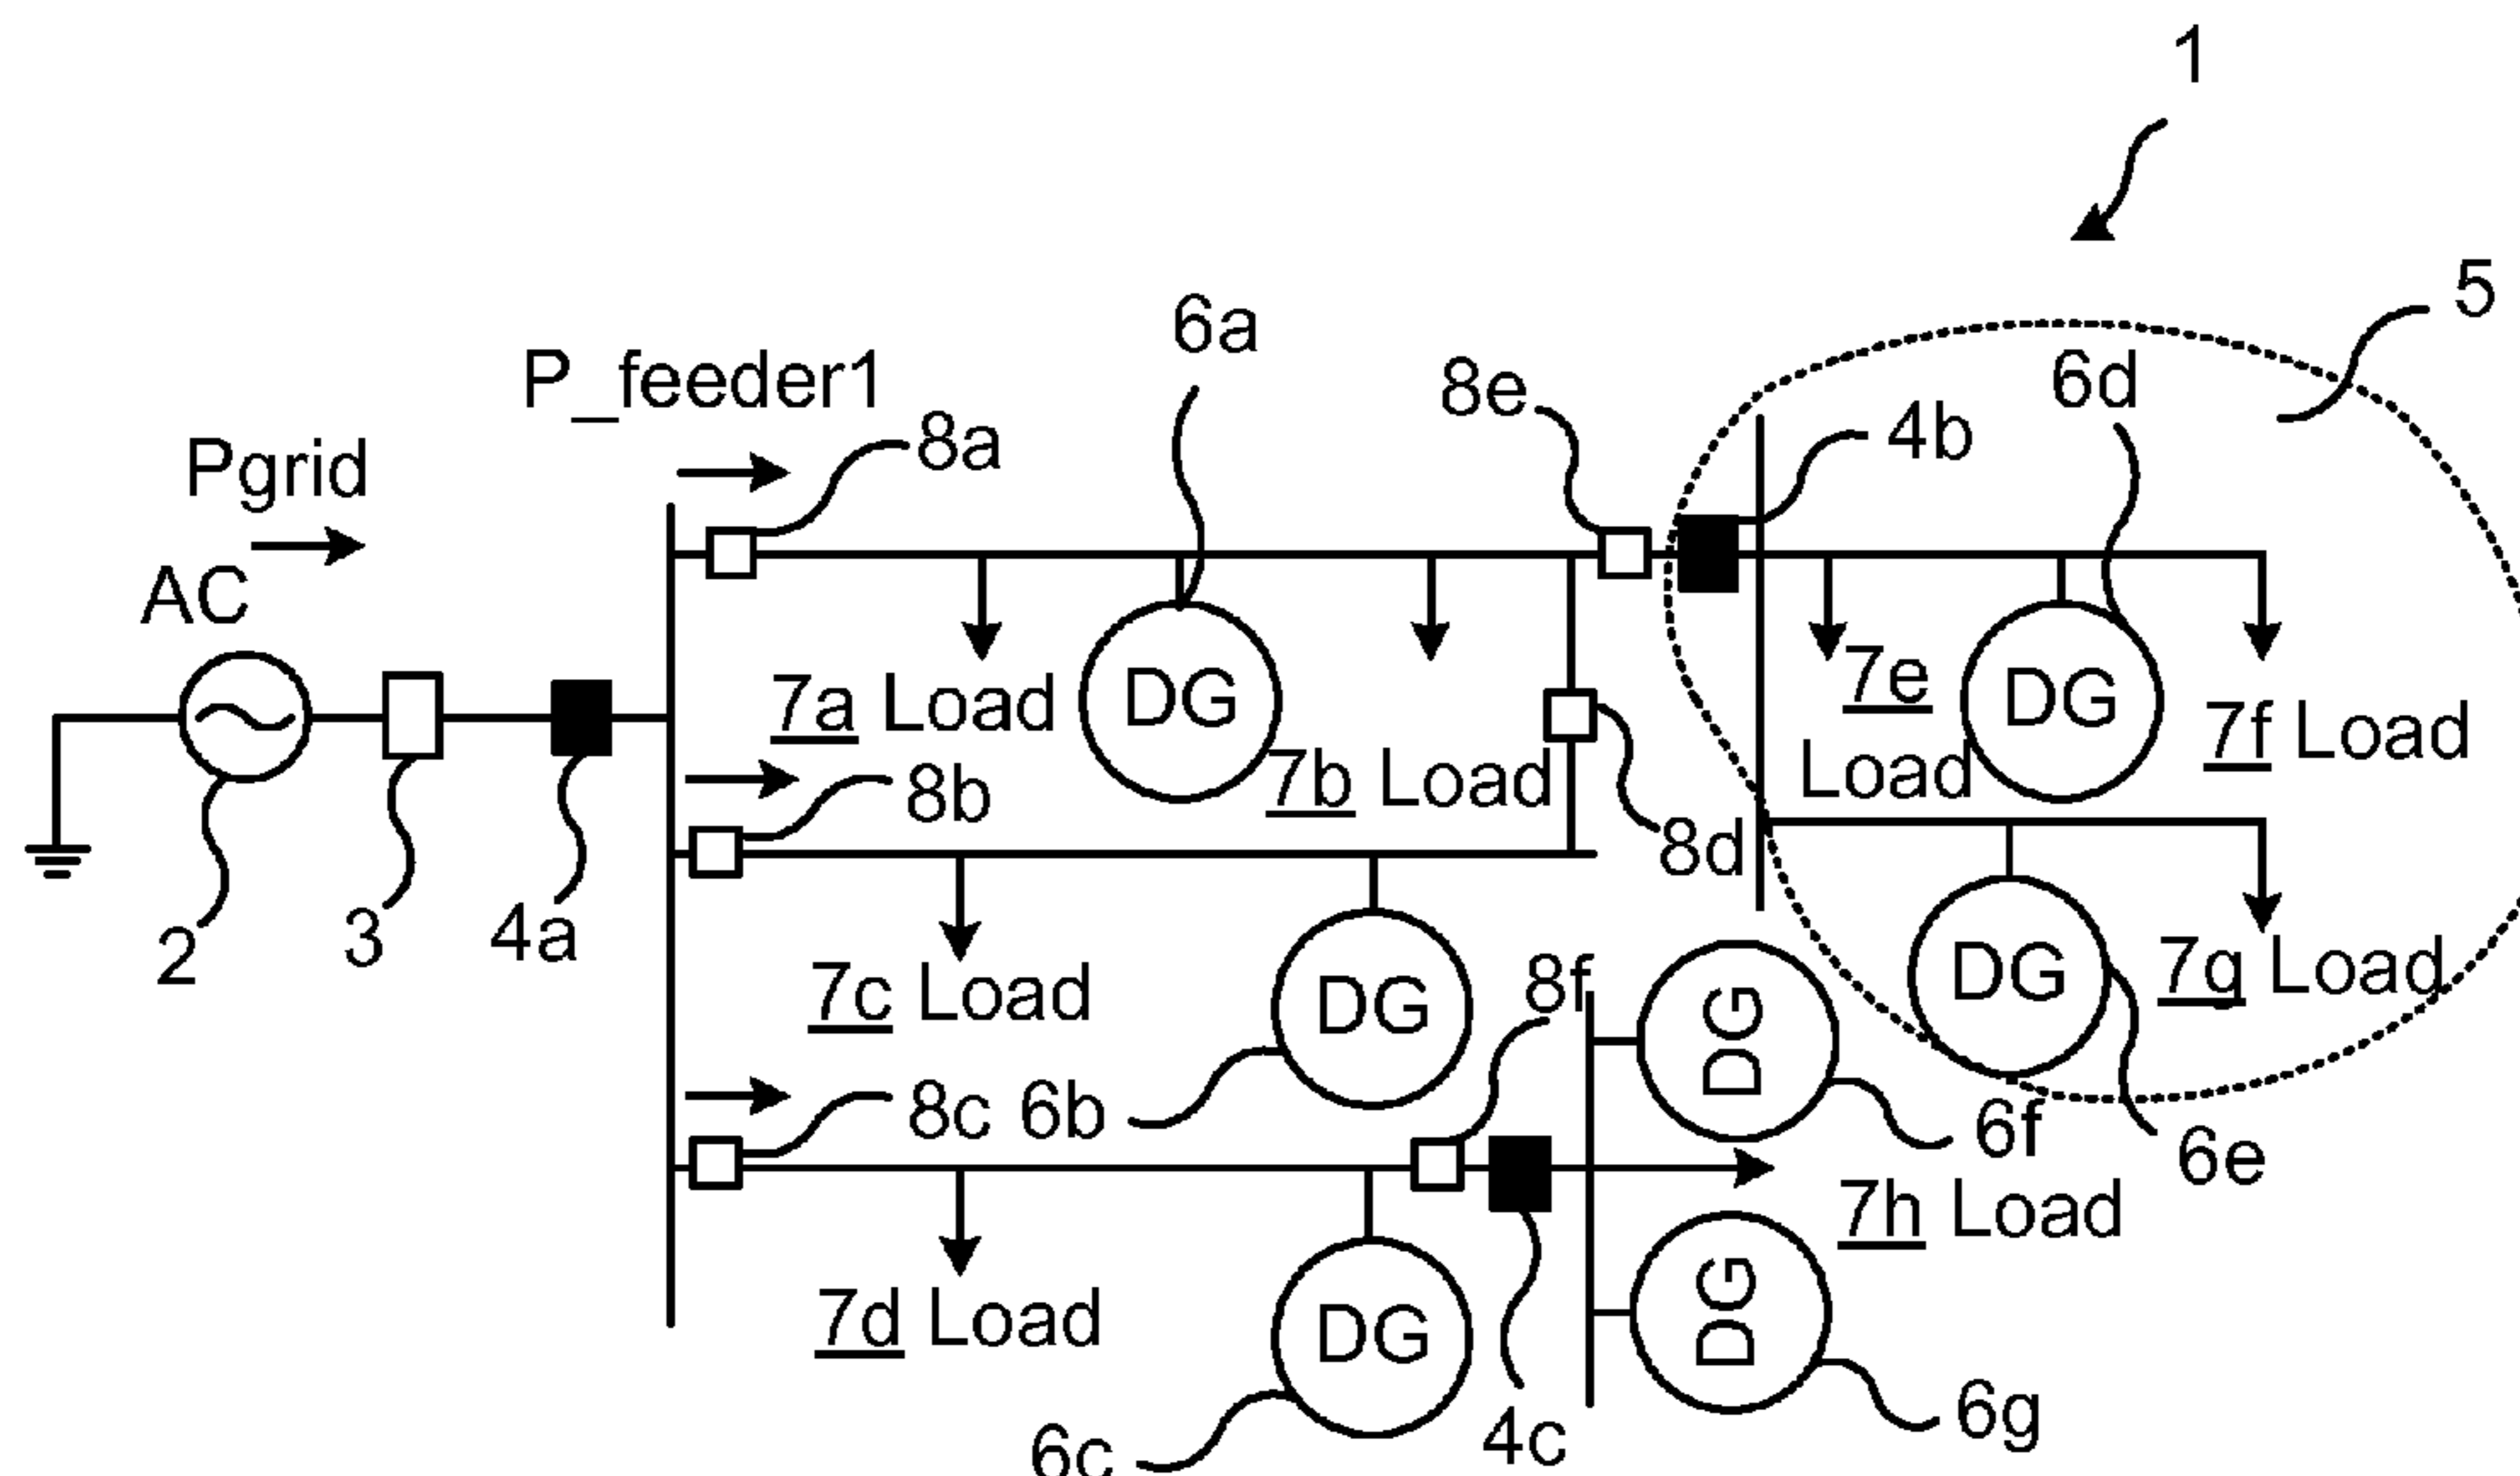 1
5
6a
6d
P_feeder1
8e
8a
4b
Pgrid
AC
7a Load
DG
7b Load
7e
Load
DG
7f Load
8b
8d
2
3
4a
7c Load
DG
8f
DG
DG
7g Load
8c
6b
6f
6e
7h Load
7d Load
DG
DG
6c
4c
6g